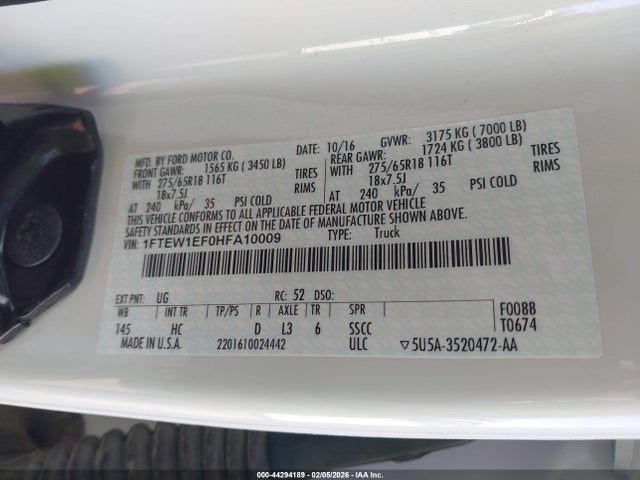 MFD. BY FORD MOTOR CO.
DATE: 10/16 GVWR: 3175 KG (7000 LB)
FRONT GAWR: 1565 KG (3450 LB)
REAR GAWR: 1724 KG (3800 LB)
WITH 275/65R18 116T TIRES
WITH 275/65R18 116T TIRES
18x7.5J RIMS
18x7.5J RIMS
AT 240 kPa/ 35 PSI COLD
AT 240 kPa/ 35 PSI COLD
THIS VEHICLE CONFORMS TO ALL APPLICABLE FEDERAL MOTOR VEHICLE
SAFETY STANDARDS IN EFFECT ON THE DATE OF MANUFACTURE SHOWN ABOVE.
VIN: 1FTEW1EF0HFA10009 TYPE: Truck
EXT PNT: UG RC: 52 DSO:
WB INT TR TP/PS R AXLE TR SPR F0088
145 HC D L3 6 SSCC T0674
MADE IN U.S.A. 2201610024442 ULC ▽5U5A-3520472-AA
000-44294189 | 02/05/2026 - IAA Inc.